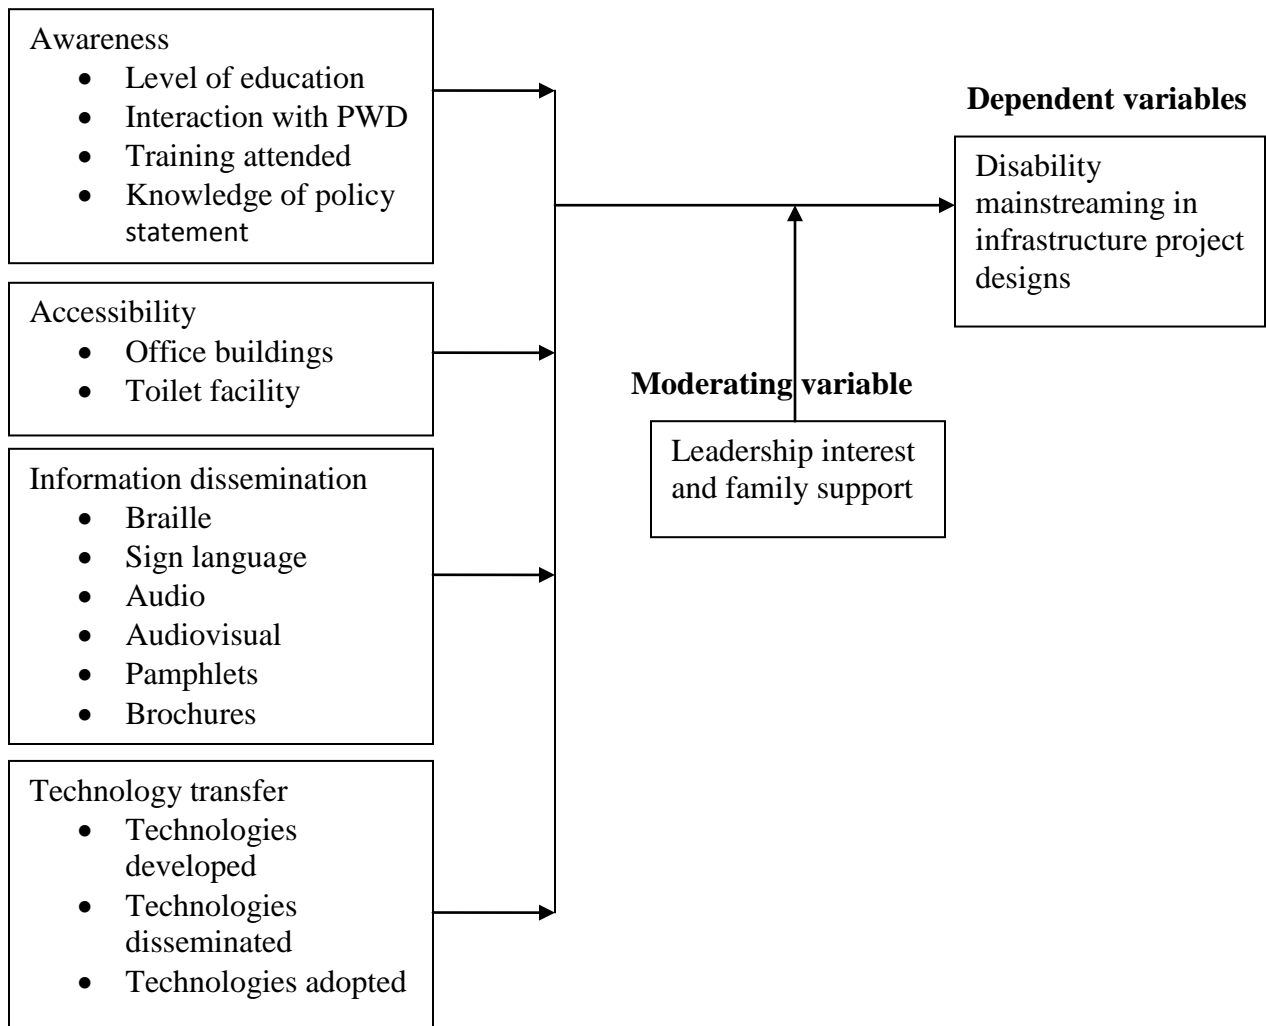 Awareness
• Level of education
• Interaction with PWD
• Training attended
• Knowledge of policy
statement
Accessibility
• Office buildings
• Toilet facility
Information dissemination
• Braille
• Sign language
• Audio
• Audiovisual
• Pamphlets
• Brochures
Technology transfer
• Technologies
developed
• Technologies
disseminated
• Technologies adopted
Moderating variable
Leadership interest
and family support
Dependent variables
Disability
mainstreaming in
infrastructure project
designs